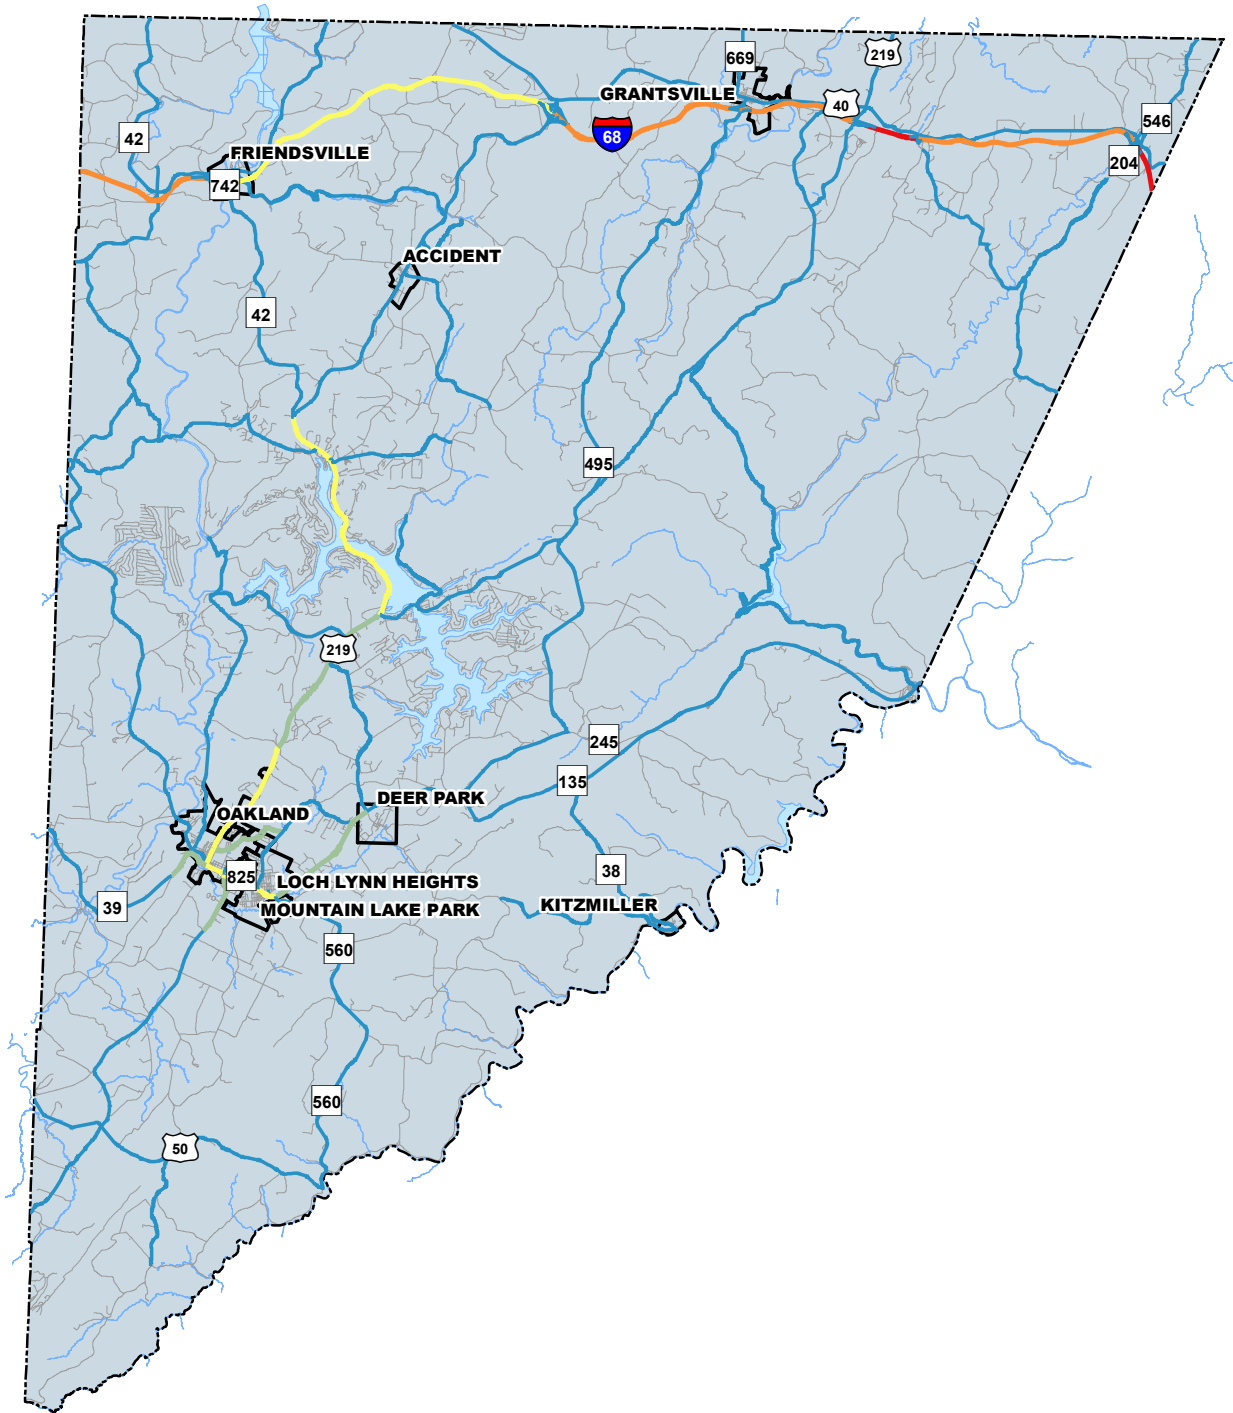 669
219
GRANTSVILLE
40
546
42
68
FRIENDSVILLE
204
742
ACCIDENT
42
495
219
245
135
DEER PARK
OAKLAND
38
825
LOCH LYNN HEIGHTS
39
KITZMILLER
MOUNTAIN LAKE PARK
560
560
50